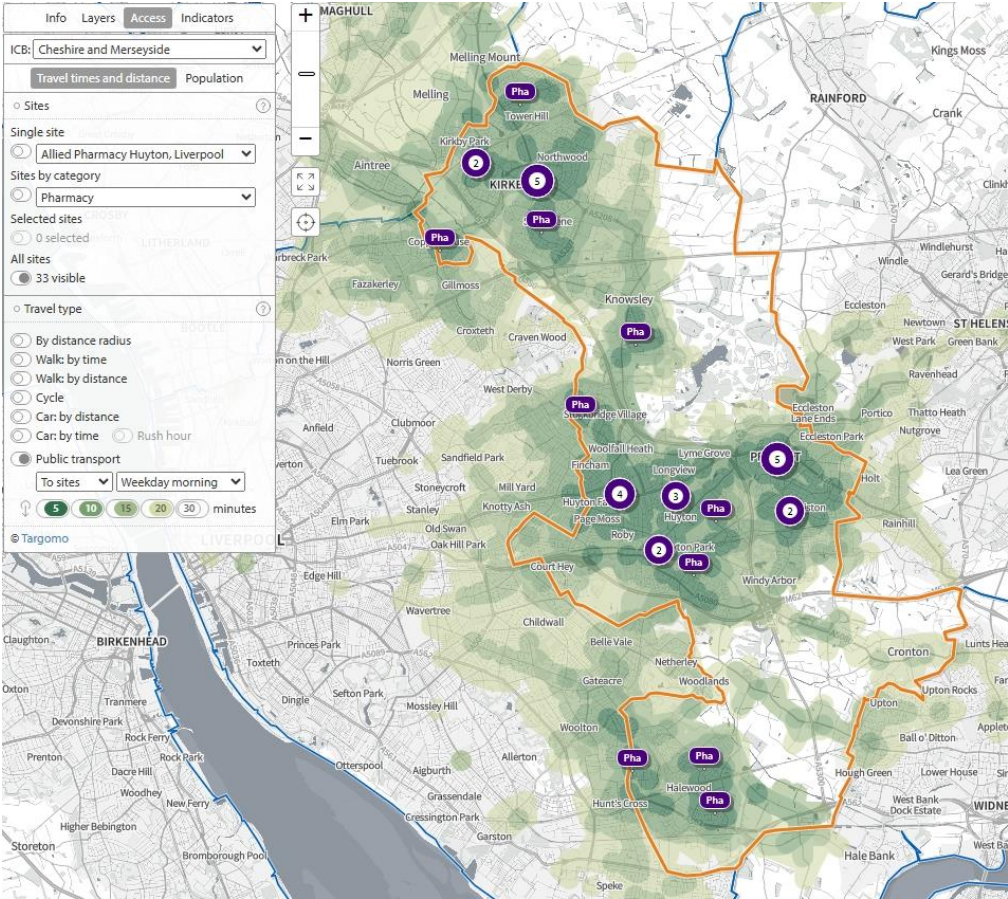 Info Layers Access Indicators
ICB: Cheshire and Merseyside
Travel times and distance Population
Sites ?
Single site
Allied Pharmacy Huyton, Liverpool
Sites by category
Pharmacy
Selected sites
0 selected
All sites
33 visible
Travel type ?
By distance radius
Walk: by time
Walk: by distance
Cycle
Car: by distance
Car: by time Rush hour
Public transport
To sites Weekday morning
5 10 15 20 30 minutes
© Targomo
+
−
CROSBY
LITHERLAND
BOOTLE
LIVERPOOL
MAGHULL
Kings Moss
Melling Mount
Melling
Pha
RAINFORD
Tower Hill
Crank
Kirkby Park
Northwood
Aintree
2
5
Pha
Pha
Windlehurst
Windle
Gerard's Bridge
Fazakerley
Gillmoss
Knowsley
Eccleston
Newtown
ST HELENS
West Park
Green Bank
Croxteth
Craven Wood
Pha
Norris Green
West Derby
Ravenhead
Pha
Stockbridge Village
Eccleston
Lane Ends
Portico
Thatto Heath
Anfield
Clubmoor
Eccleston Park
Nutgrove
Woolfall Heath
Lyme Grove
5
Tuebrook
Sandfield Park
Fincham
Longview
Lea Green
Holt
Stoneycroft
Mill Yard
4
3
Knotty Ash
Huyton
Pha
2
Elm Park
Stanley
Page Moss
Rainhill
Old Swan
Roby
Oak Hill Park
2
Pha
A5047
A570
Edge Hill
Court Hey
Windy Arbor
M62
Wavertree
Childwall
Claughton
BIRKENHEAD
Princes Park
Belle Vale
Toxteth
Cronton
Netherley
Oxton
Sefton Park
Gateacre
Woodlands
Upton Rocks
Tranmere
Dingle
Mossley Hill
Upton
Devonshire Park
Woolton
Rock Ferry
Ball o' Ditton
Prenton
Rock Park
Allerton
Pha
Pha
Otterspool
Aigburth
Hough Green
Lower House
Dacre Hill
Woodhey
Halewood
New Ferry
Grassendale
Hunt's Cross
Pha
West Bank
Dock Estate
Cressington Park
Higher Bebington
Garston
Storeton
Bromborough Pool
Hale Bank
Speke